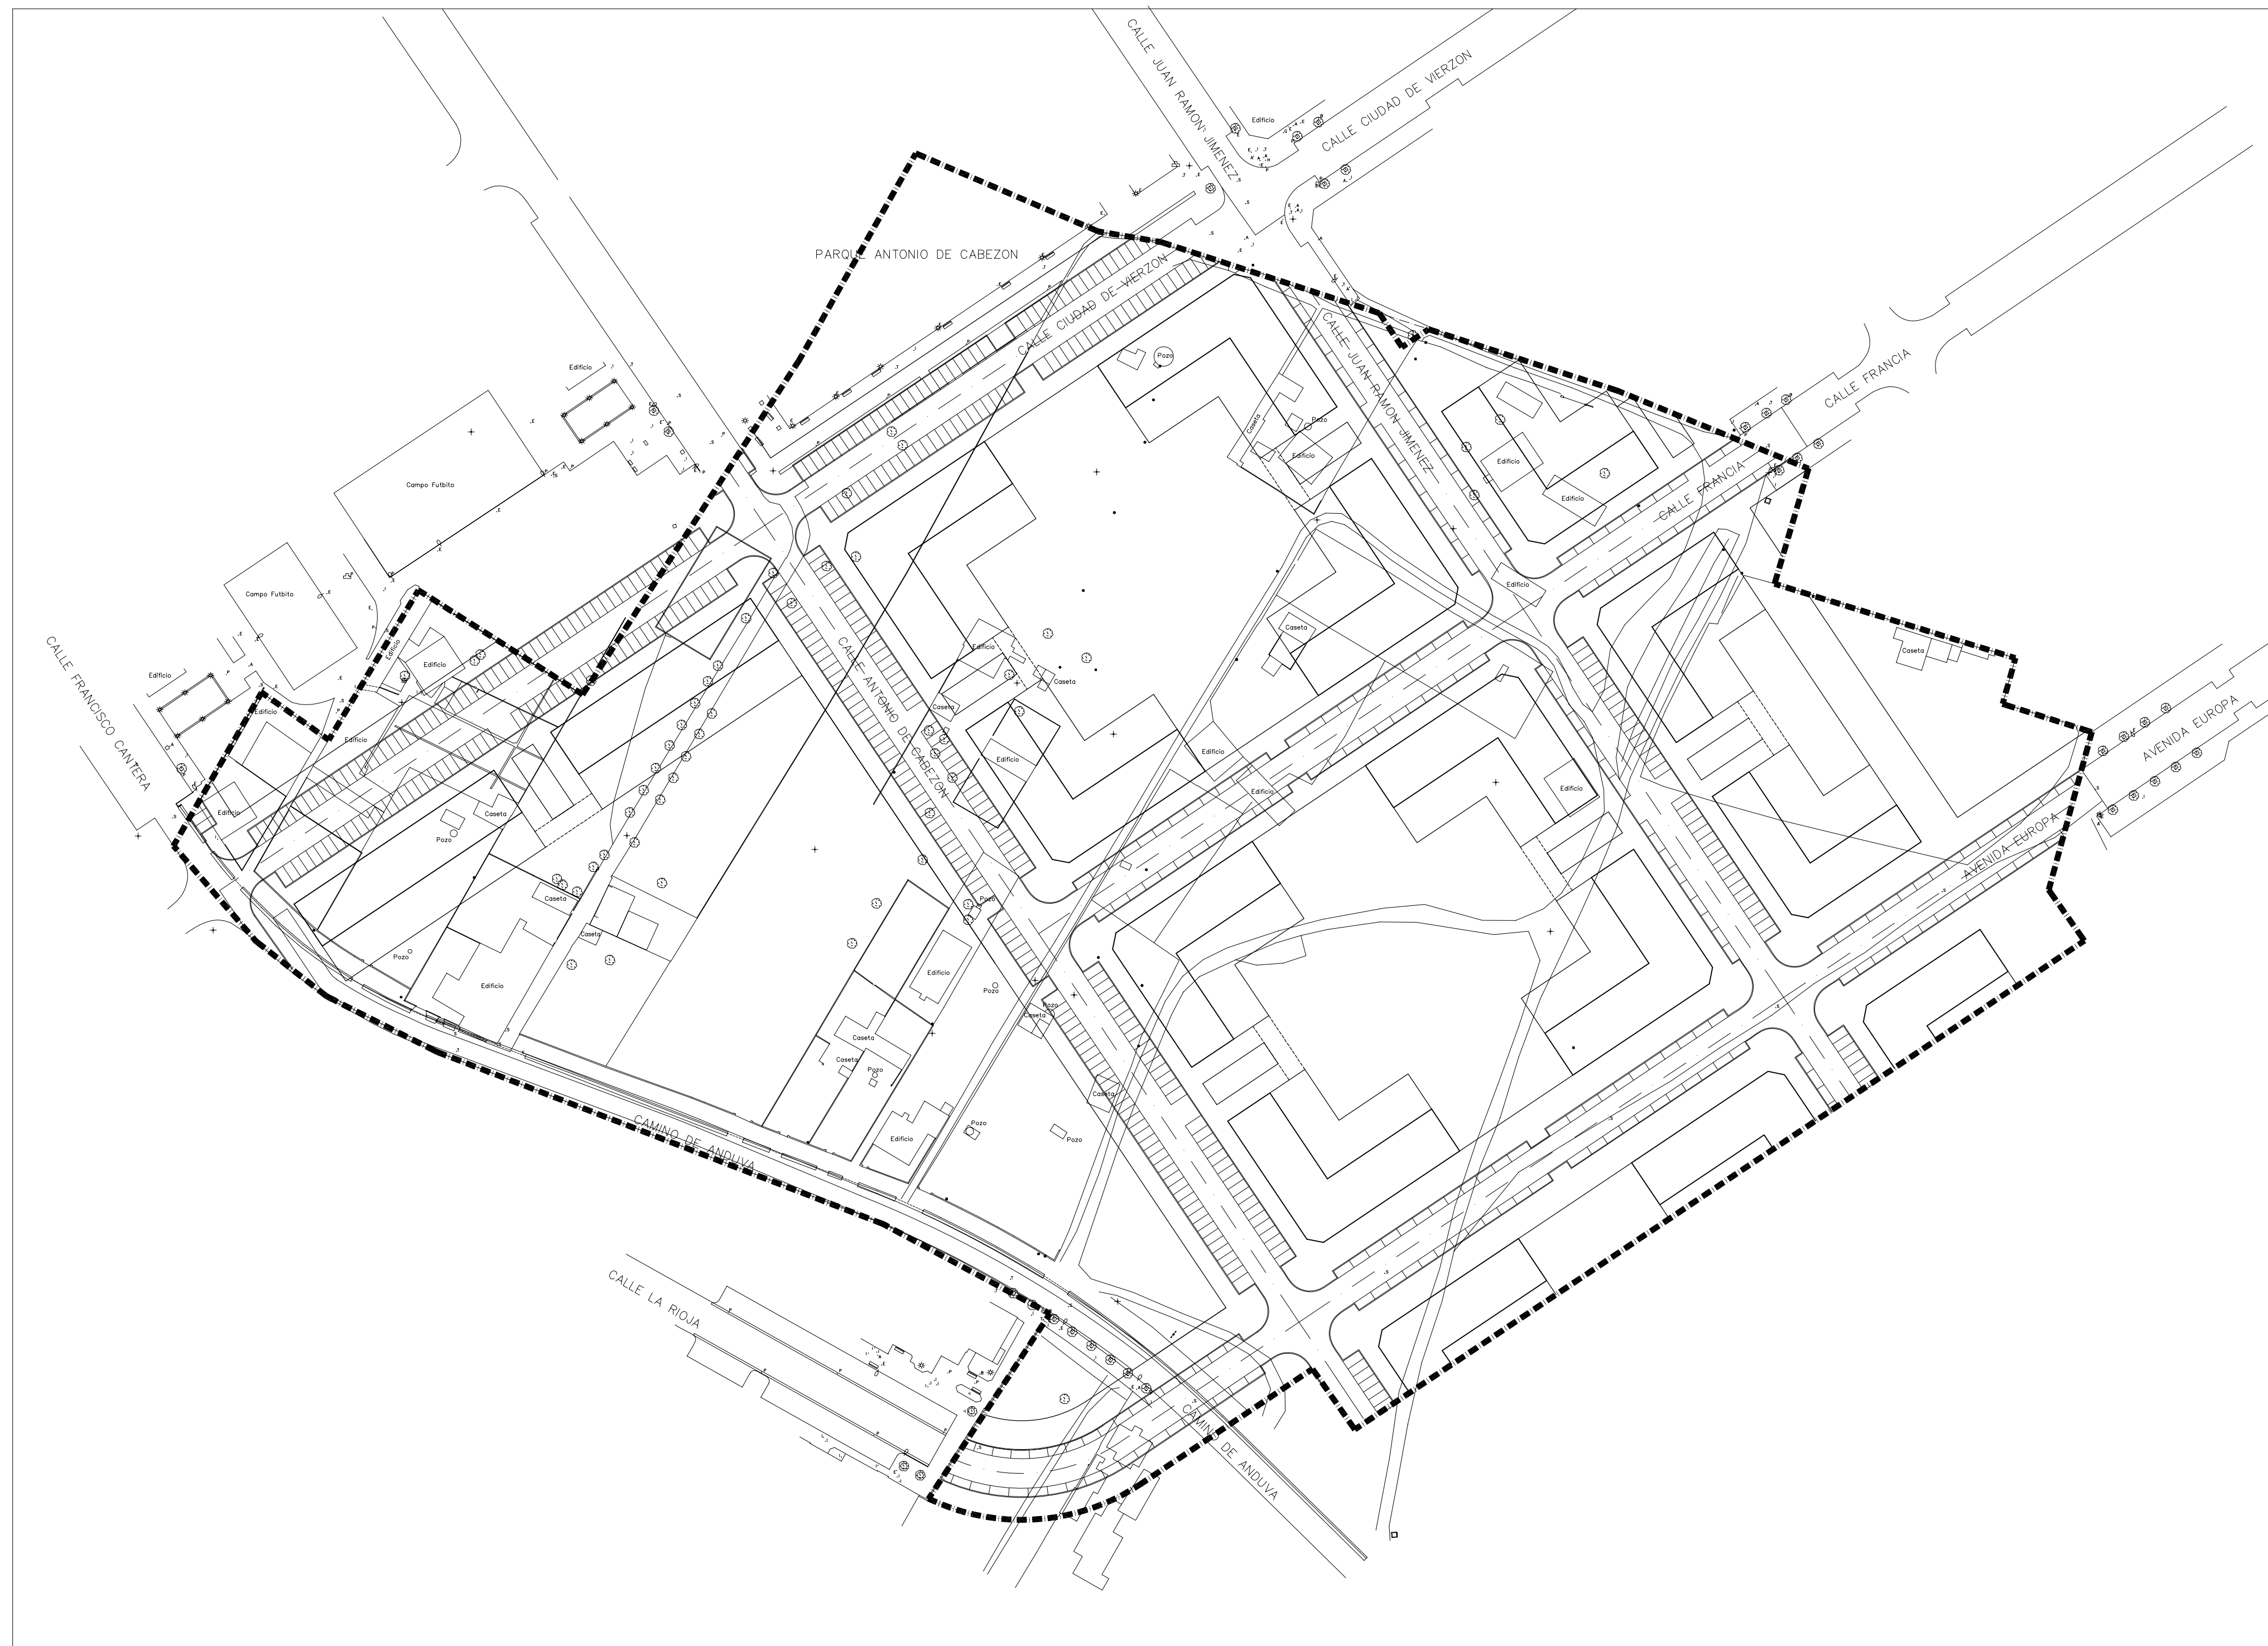 CALLE JUAN RAMON JIMENEZ
CALLE CIUDAD DE VIERZON
Edificio
PARQUE ANTONIO DE CABEZON
CALLE CIUDAD DE VIERZON
CALLE JUAN RAMON JIMENEZ
Pozo
Edificio
CALLE FRANCIA
Caseta
Pozo
Edificio
Edificio
Edificio
CALLE FRANCIA
Campo Futbito
Campo Futbito
Edificio
Caseta
Edificio
Edificio
Edificio
Caseta
CALLE FRANCISCO CANTERA
Edificio
Caseta
Caseta
Edificio
Edificio
CALLE ANTONIO DE CABEZON
Edificio
Edificio
AVENIDA EUROPA
Edificio
Edificio
Edificio
Caseta
Pozo
AVENIDA EUROPA
Caseta
Pozo
Caseta
Pozo
Edificio
Edificio
Pozo
Pozo
Caseta
Caseta
Caseta
Pozo
Caseta
CAMINO DE ANDUVA
Pozo
Edificio
Pozo
CALLE LA RIOJA
CAMINO DE ANDUVA